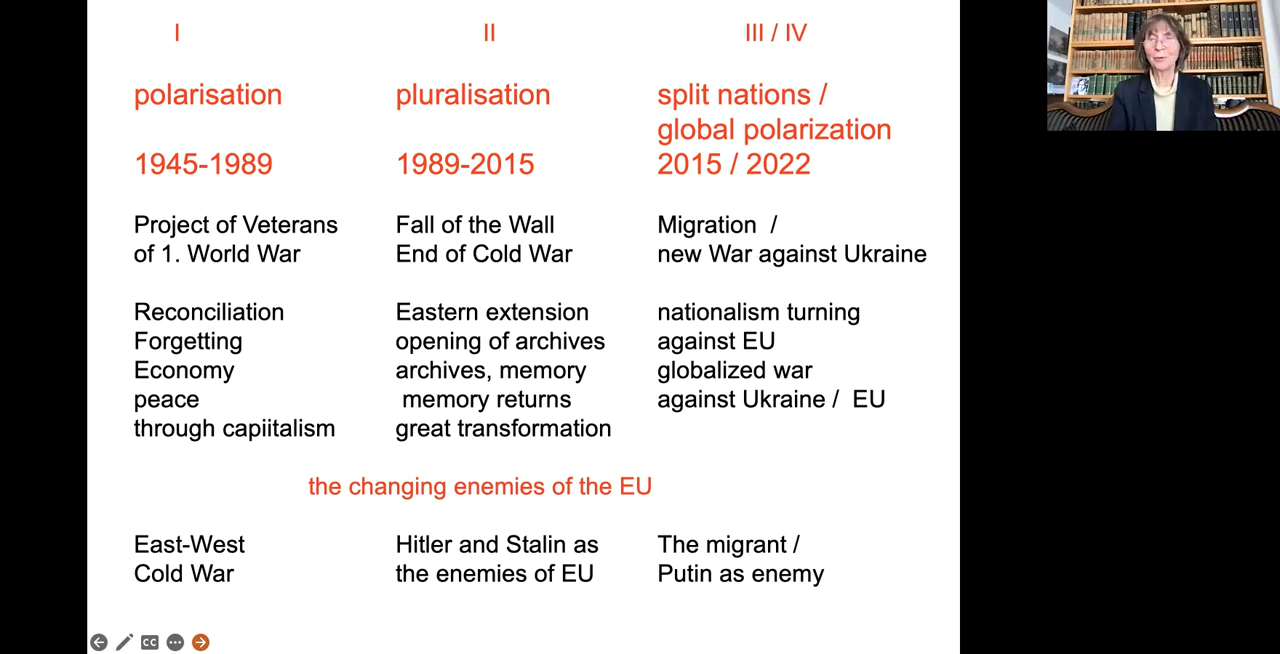 I
polarisation
1945-1989
Project of Veterans
of 1. World War
Reconciliation
Forgetting
Economy
peace
through capiitalism
II
pluralisation
1989-2015
Fall of the Wall
End of Cold War
Eastern extension
opening of archives
archives, memory
memory returns
great transformation
III / IV
split nations /
global polarization
2015 / 2022
Migration /
new War against Ukraine
nationalism turning
against EU
globalized war
against Ukraine / EU
the changing enemies of the EU
East-West
Cold War
Hitler and Stalin as
the enemies of EU
The migrant /
Putin as enemy
CC